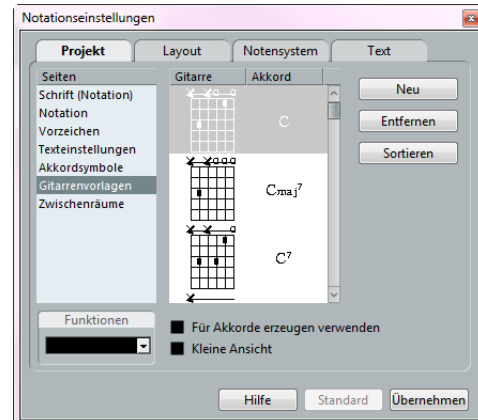 Notationseinstellungen
Projekt
Layout
Notensystem
Text
Seiten
Schrift (Notation)
Notation
Vorzeichen
Texteinstellungen
Akkordsymbole
Gitarrenvorlagen
Zwischenräume
Gitarre
Akkord
C
Cmaj7
C7
Neu
Entfernen
Sortieren
Funktionen
Für Akkorde erzeugen verwenden
Kleine Ansicht
Hilfe
Standard
Übernehmen